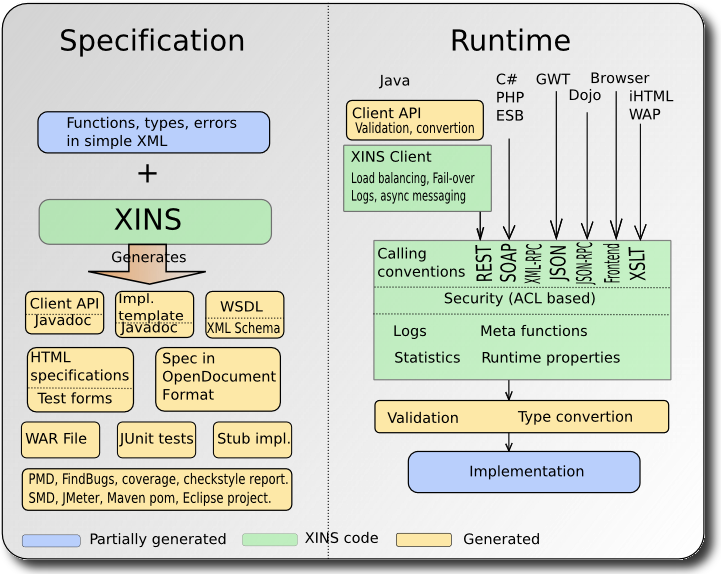 Specification
Functions, types, errors
in simple XML
+
XINS
Generates
Client API
Javadoc
Impl.
template
Javadoc
WSDL
XML Schema
HTML
specifications
Test forms
Spec in
OpenDocument
Format
WAR File
JUnit tests
Stub impl.
PMD, FindBugs, coverage, checkstyle report.
SMD, JMeter, Maven pom, Eclipse project.
Runtime
Java
C#
PHP
ESB
GWT
Dojo
Browser
iHTML
WAP
Client API
Validation, convertion
XINS Client
Load balancing, Fail-over
Logs, async messaging
Calling
conventions
REST
SOAP
XML-RPC
JSON
JSON-RPC
Frontend
XSLT
Security (ACL based)
Logs
Meta functions
Statistics
Runtime properties
Validation
Type convertion
Implementation
Partially generated
XINS code
Generated